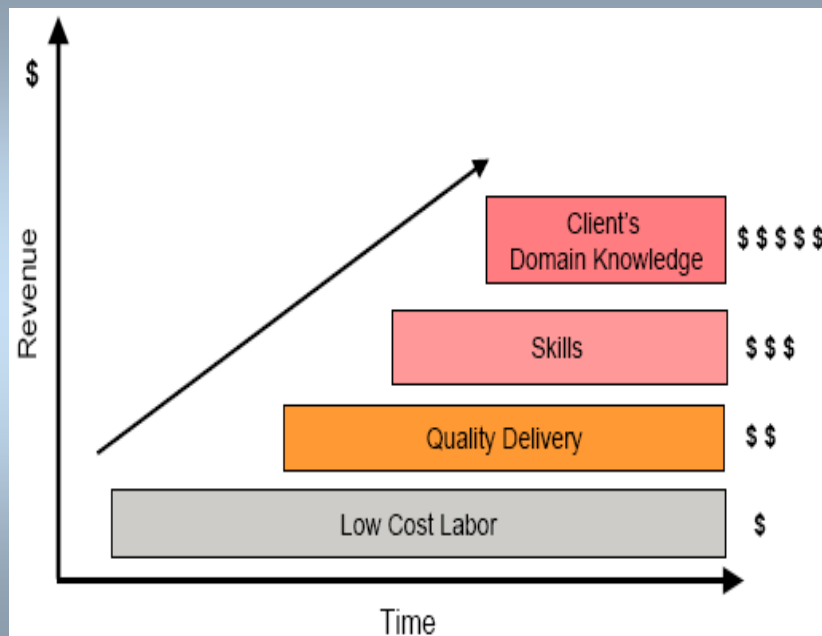 $
Revenue
Client's
Domain Knowledge
$ $ $ $ $
Skills
$ $ $
Quality Delivery
$ $
Low Cost Labor
$
Time